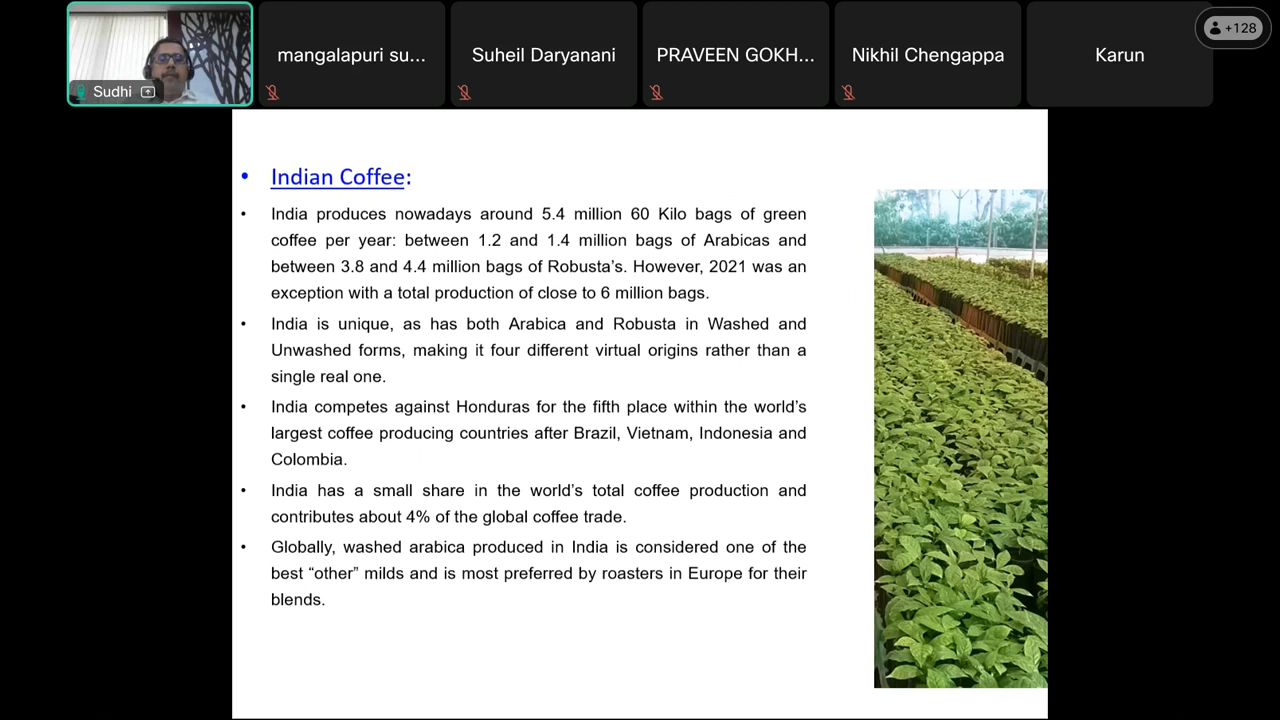 Sudhi
mangalapuri su...
Suheil Daryanani
PRAVEEN GOKH...
Nikhil Chengappa
Karun
+128
• Indian Coffee:
• India produces nowadays around 5.4 million 60 Kilo bags of green
coffee per year: between 1.2 and 1.4 million bags of Arabicas and
between 3.8 and 4.4 million bags of Robusta’s. However, 2021 was an
exception with a total production of close to 6 million bags.
• India is unique, as has both Arabica and Robusta in Washed and
Unwashed forms, making it four different virtual origins rather than a
single real one.
• India competes against Honduras for the fifth place within the world’s
largest coffee producing countries after Brazil, Vietnam, Indonesia and
Colombia.
• India has a small share in the world’s total coffee production and
contributes about 4% of the global coffee trade.
• Globally, washed arabica produced in India is considered one of the
best “other” milds and is most preferred by roasters in Europe for their
blends.